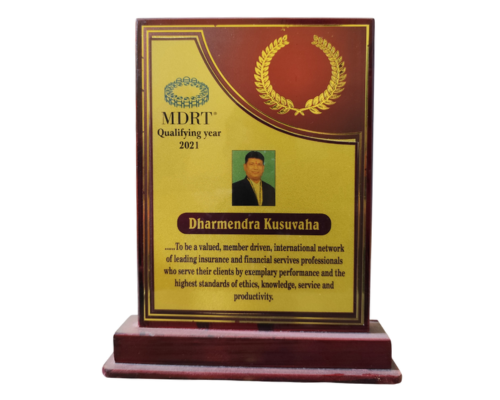 MDRT®
Qualifying year
2021
Dharmendra Kusuvaha
.....To be a valued, member driven, international network
of leading insurance and financial servives professionals
who serve their clients by exemplary performance and the
highest standards of ethics, knowledge, service and
productivity.